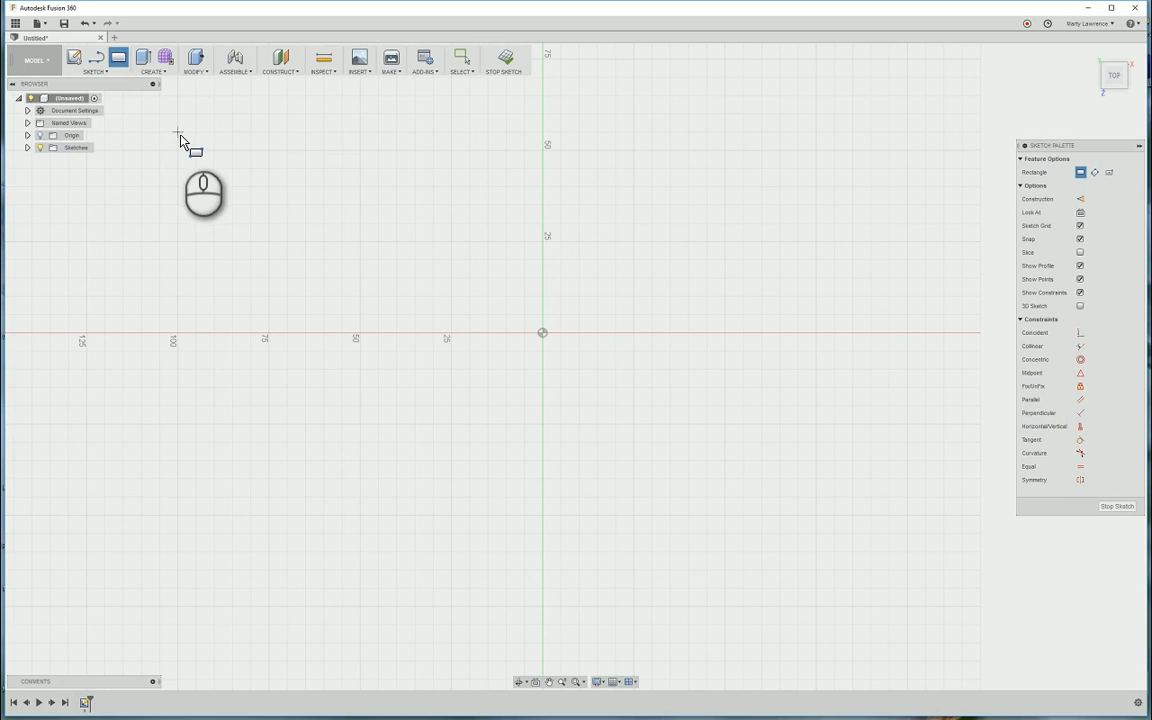 Autodesk Fusion 360
Marty Lawrence
Untitled*
MODEL
SKETCH
CREATE
MODIFY
ASSEMBLE
CONSTRUCT
INSPECT
INSERT
MAKE
ADD-INS
SELECT
STOP SKETCH
BROWSER
(Unsaved)
Document Settings
Named Views
Origin
Sketches
75
50
25
125
100
75
50
25
TOP
X
Z
SKETCH PALETTE
Feature Options
Rectangle
Options
Construction
Look At
Sketch Grid
Snap
Slice
Show Profile
Show Points
Show Constraints
3D Sketch
Constraints
Coincident
Collinear
Concentric
Midpoint
Fix/UnFix
Parallel
Perpendicular
Horizontal/Vertical
Tangent
Curvature
Equal
Symmetry
Stop Sketch
COMMENTS